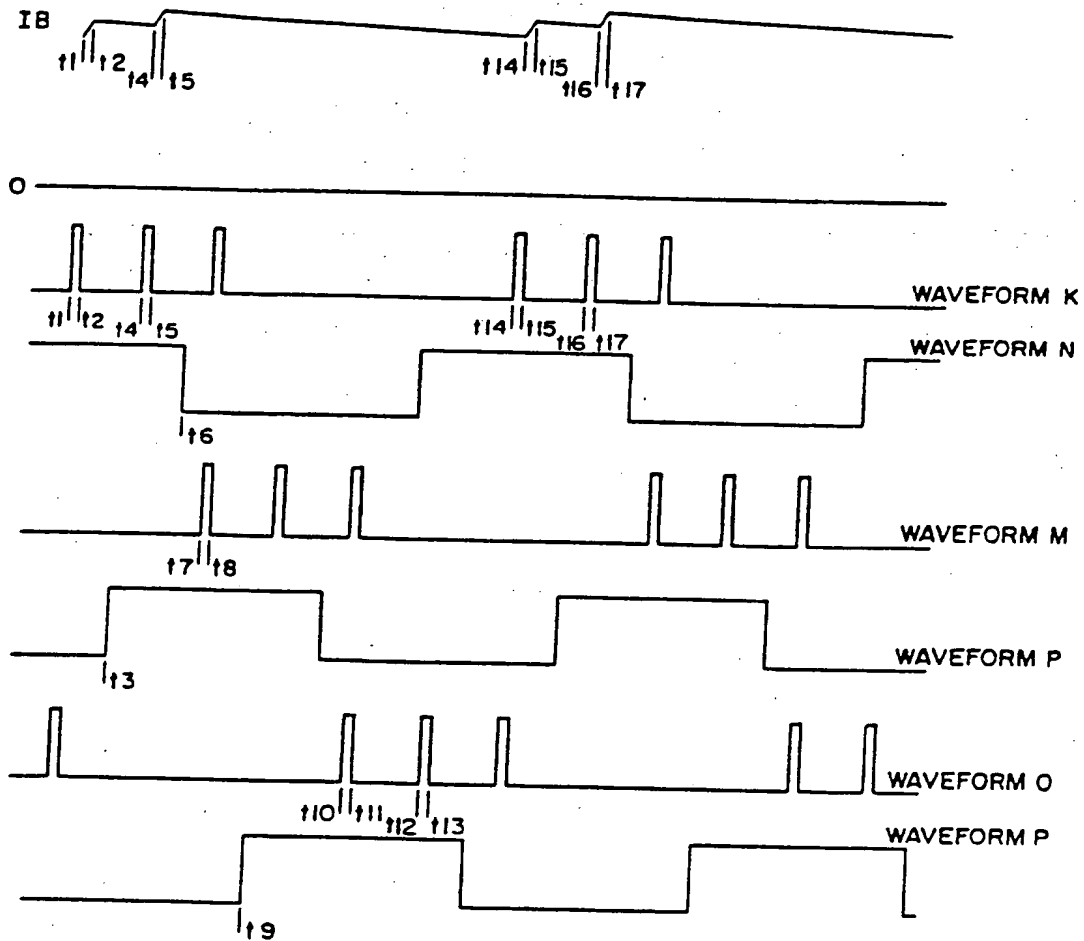 IB
t1 t2
t4 t5
t14 t15
t16 t17
O
WAVEFORM K
t1 t2 t4 t5
t14 t15 t16 t17
WAVEFORM N
t6
WAVEFORM M
t7 t8
WAVEFORM P
t3
WAVEFORM O
t10 t11 t12 t13
WAVEFORM P
t9